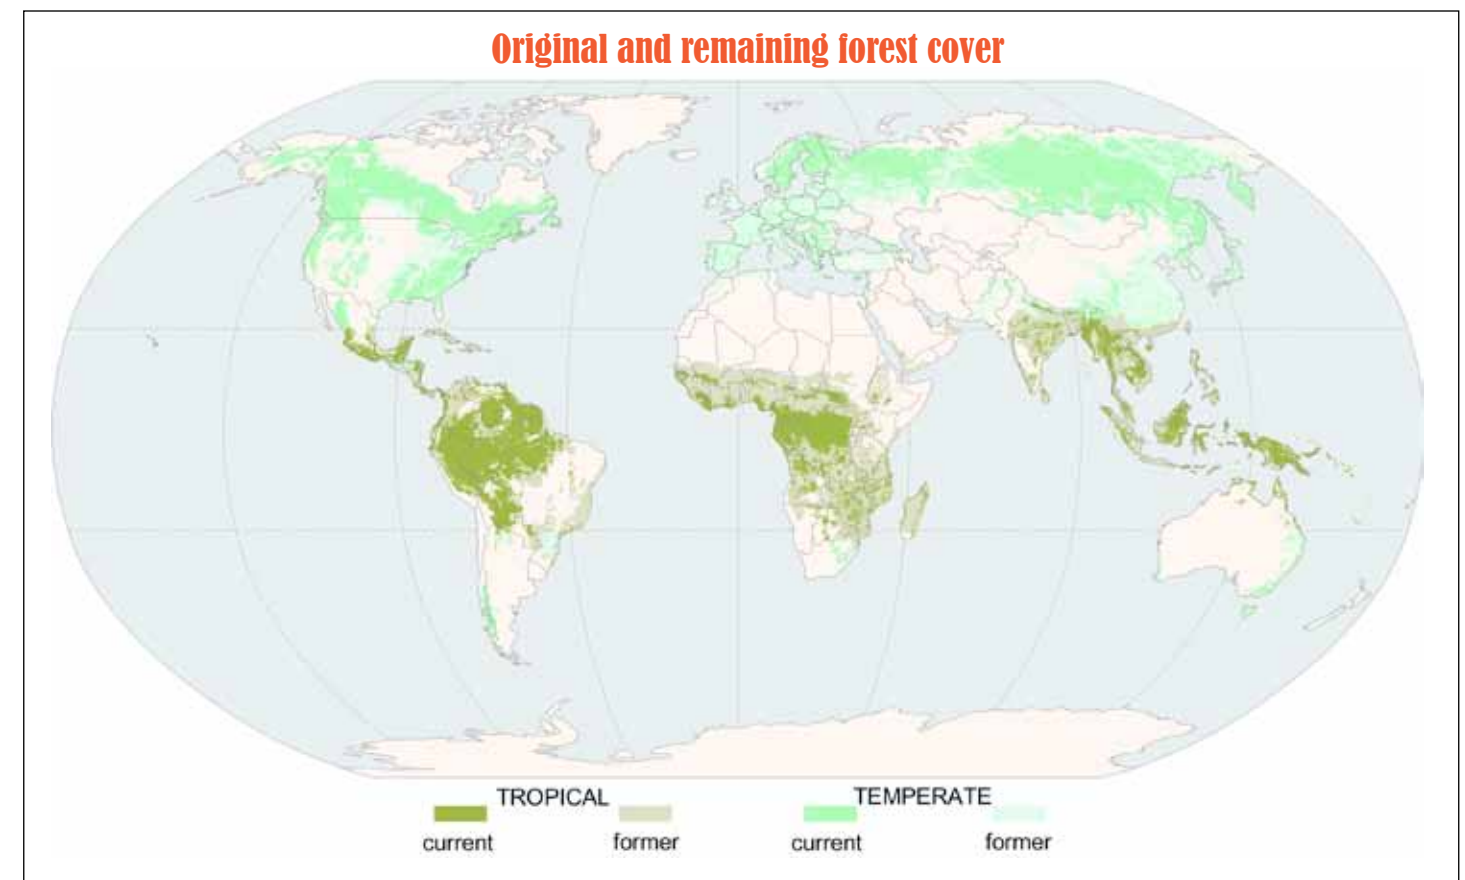 Original and remaining forest cover
TROPICAL
TEMPERATE
current
former
current
former